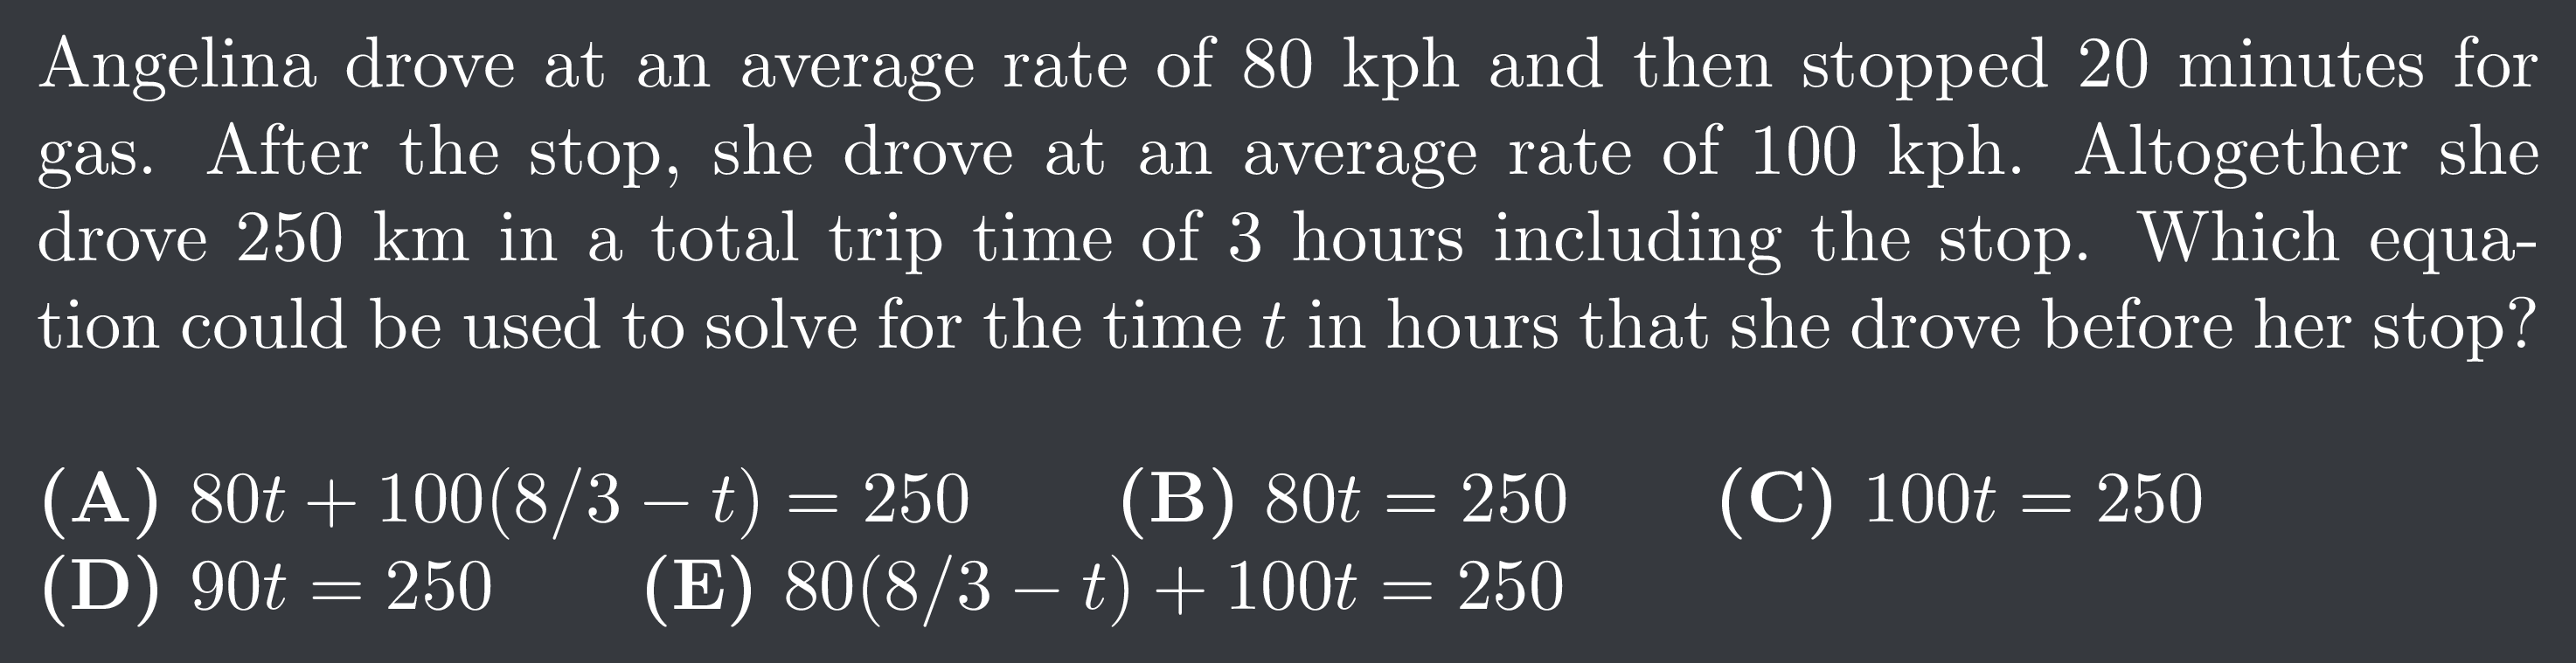 Angelina drove at an average rate of 80 kph and then stopped 20 minutes for
gas. After the stop, she drove at an average rate of 100 kph. Altogether she
drove 250 km in a total trip time of 3 hours including the stop. Which equa-
tion could be used to solve for the time t in hours that she drove before her stop?
(A) 80t + 100(8/3 − t) = 250 (B) 80t = 250 (C) 100t = 250
(D) 90t = 250 (E) 80(8/3 − t) + 100t = 250